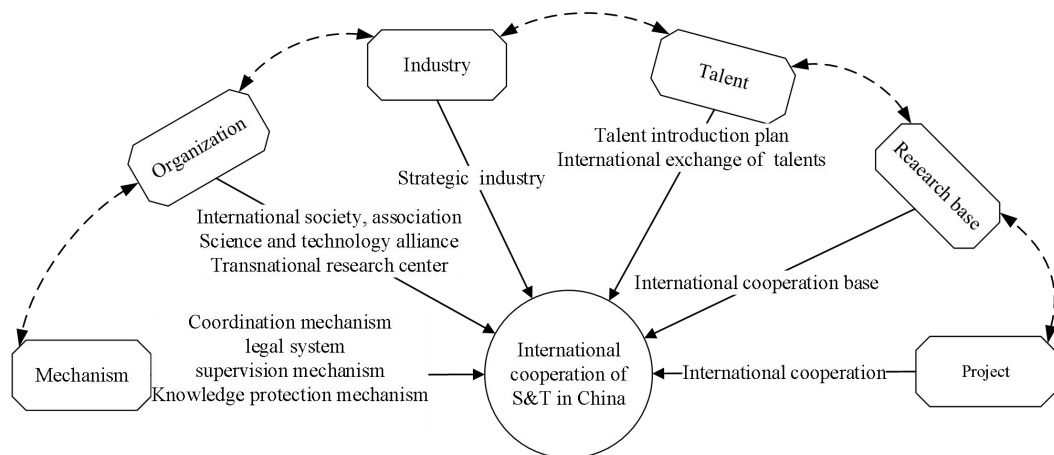 Industry
Talent
Organization
Talent introduction plan
International exchange of talents
Reaearch base
Strategic industry
International society, association
Science and technology alliance
Transnational research center
International cooperation base
Coordination mechanism
legal system
supervision mechanism
Knowledge protection mechanism
Mechanism
International
cooperation of
S&T in China
International cooperation
Project